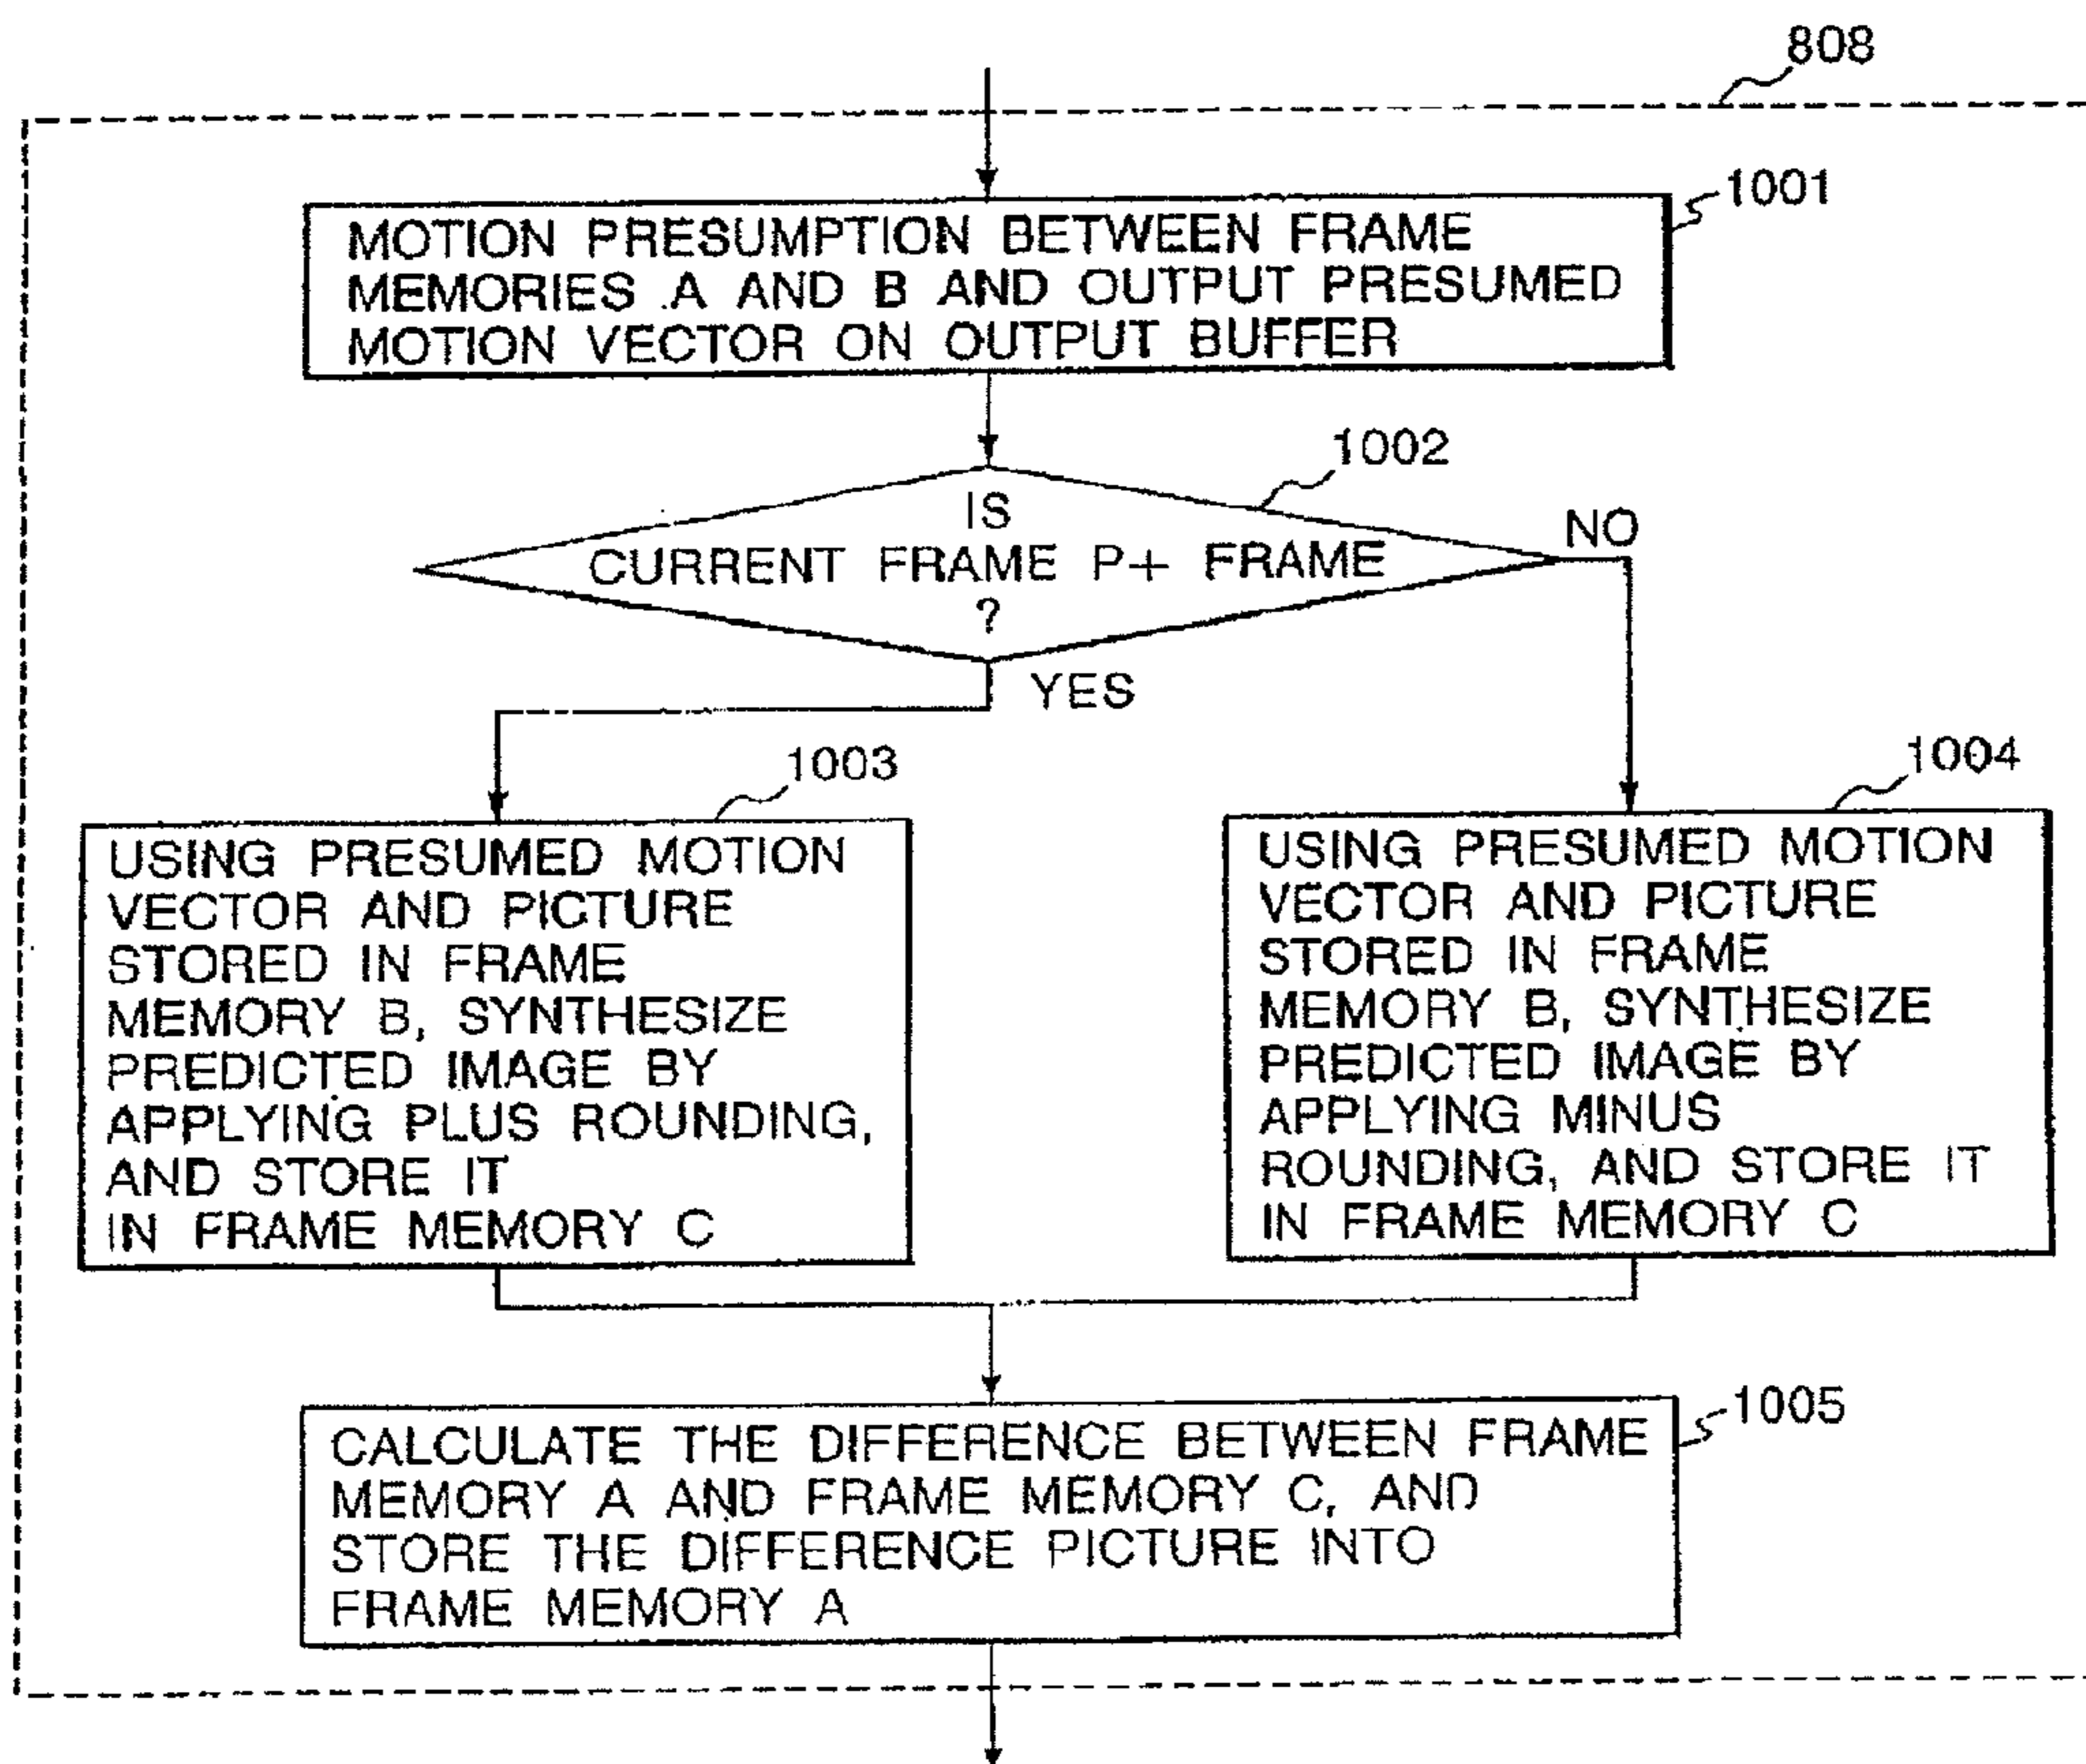 808
1001
MOTION PRESUMPTION BETWEEN FRAME
MEMORIES A AND B AND OUTPUT PRESUMED
MOTION VECTOR ON OUTPUT BUFFER
1002
IS
CURRENT FRAME P+ FRAME
?
NO
YES
1003
USING PRESUMED MOTION
VECTOR AND PICTURE
STORED IN FRAME
MEMORY B, SYNTHESIZE
PREDICTED IMAGE BY
APPLYING PLUS ROUNDING,
AND STORE IT
IN FRAME MEMORY C
1004
USING PRESUMED MOTION
VECTOR AND PICTURE
STORED IN FRAME
MEMORY B, SYNTHESIZE
PREDICTED IMAGE BY
APPLYING MINUS
ROUNDING, AND STORE IT
IN FRAME MEMORY C
1005
CALCULATE THE DIFFERENCE BETWEEN FRAME
MEMORY A AND FRAME MEMORY C, AND
STORE THE DIFFERENCE PICTURE INTO
FRAME MEMORY A